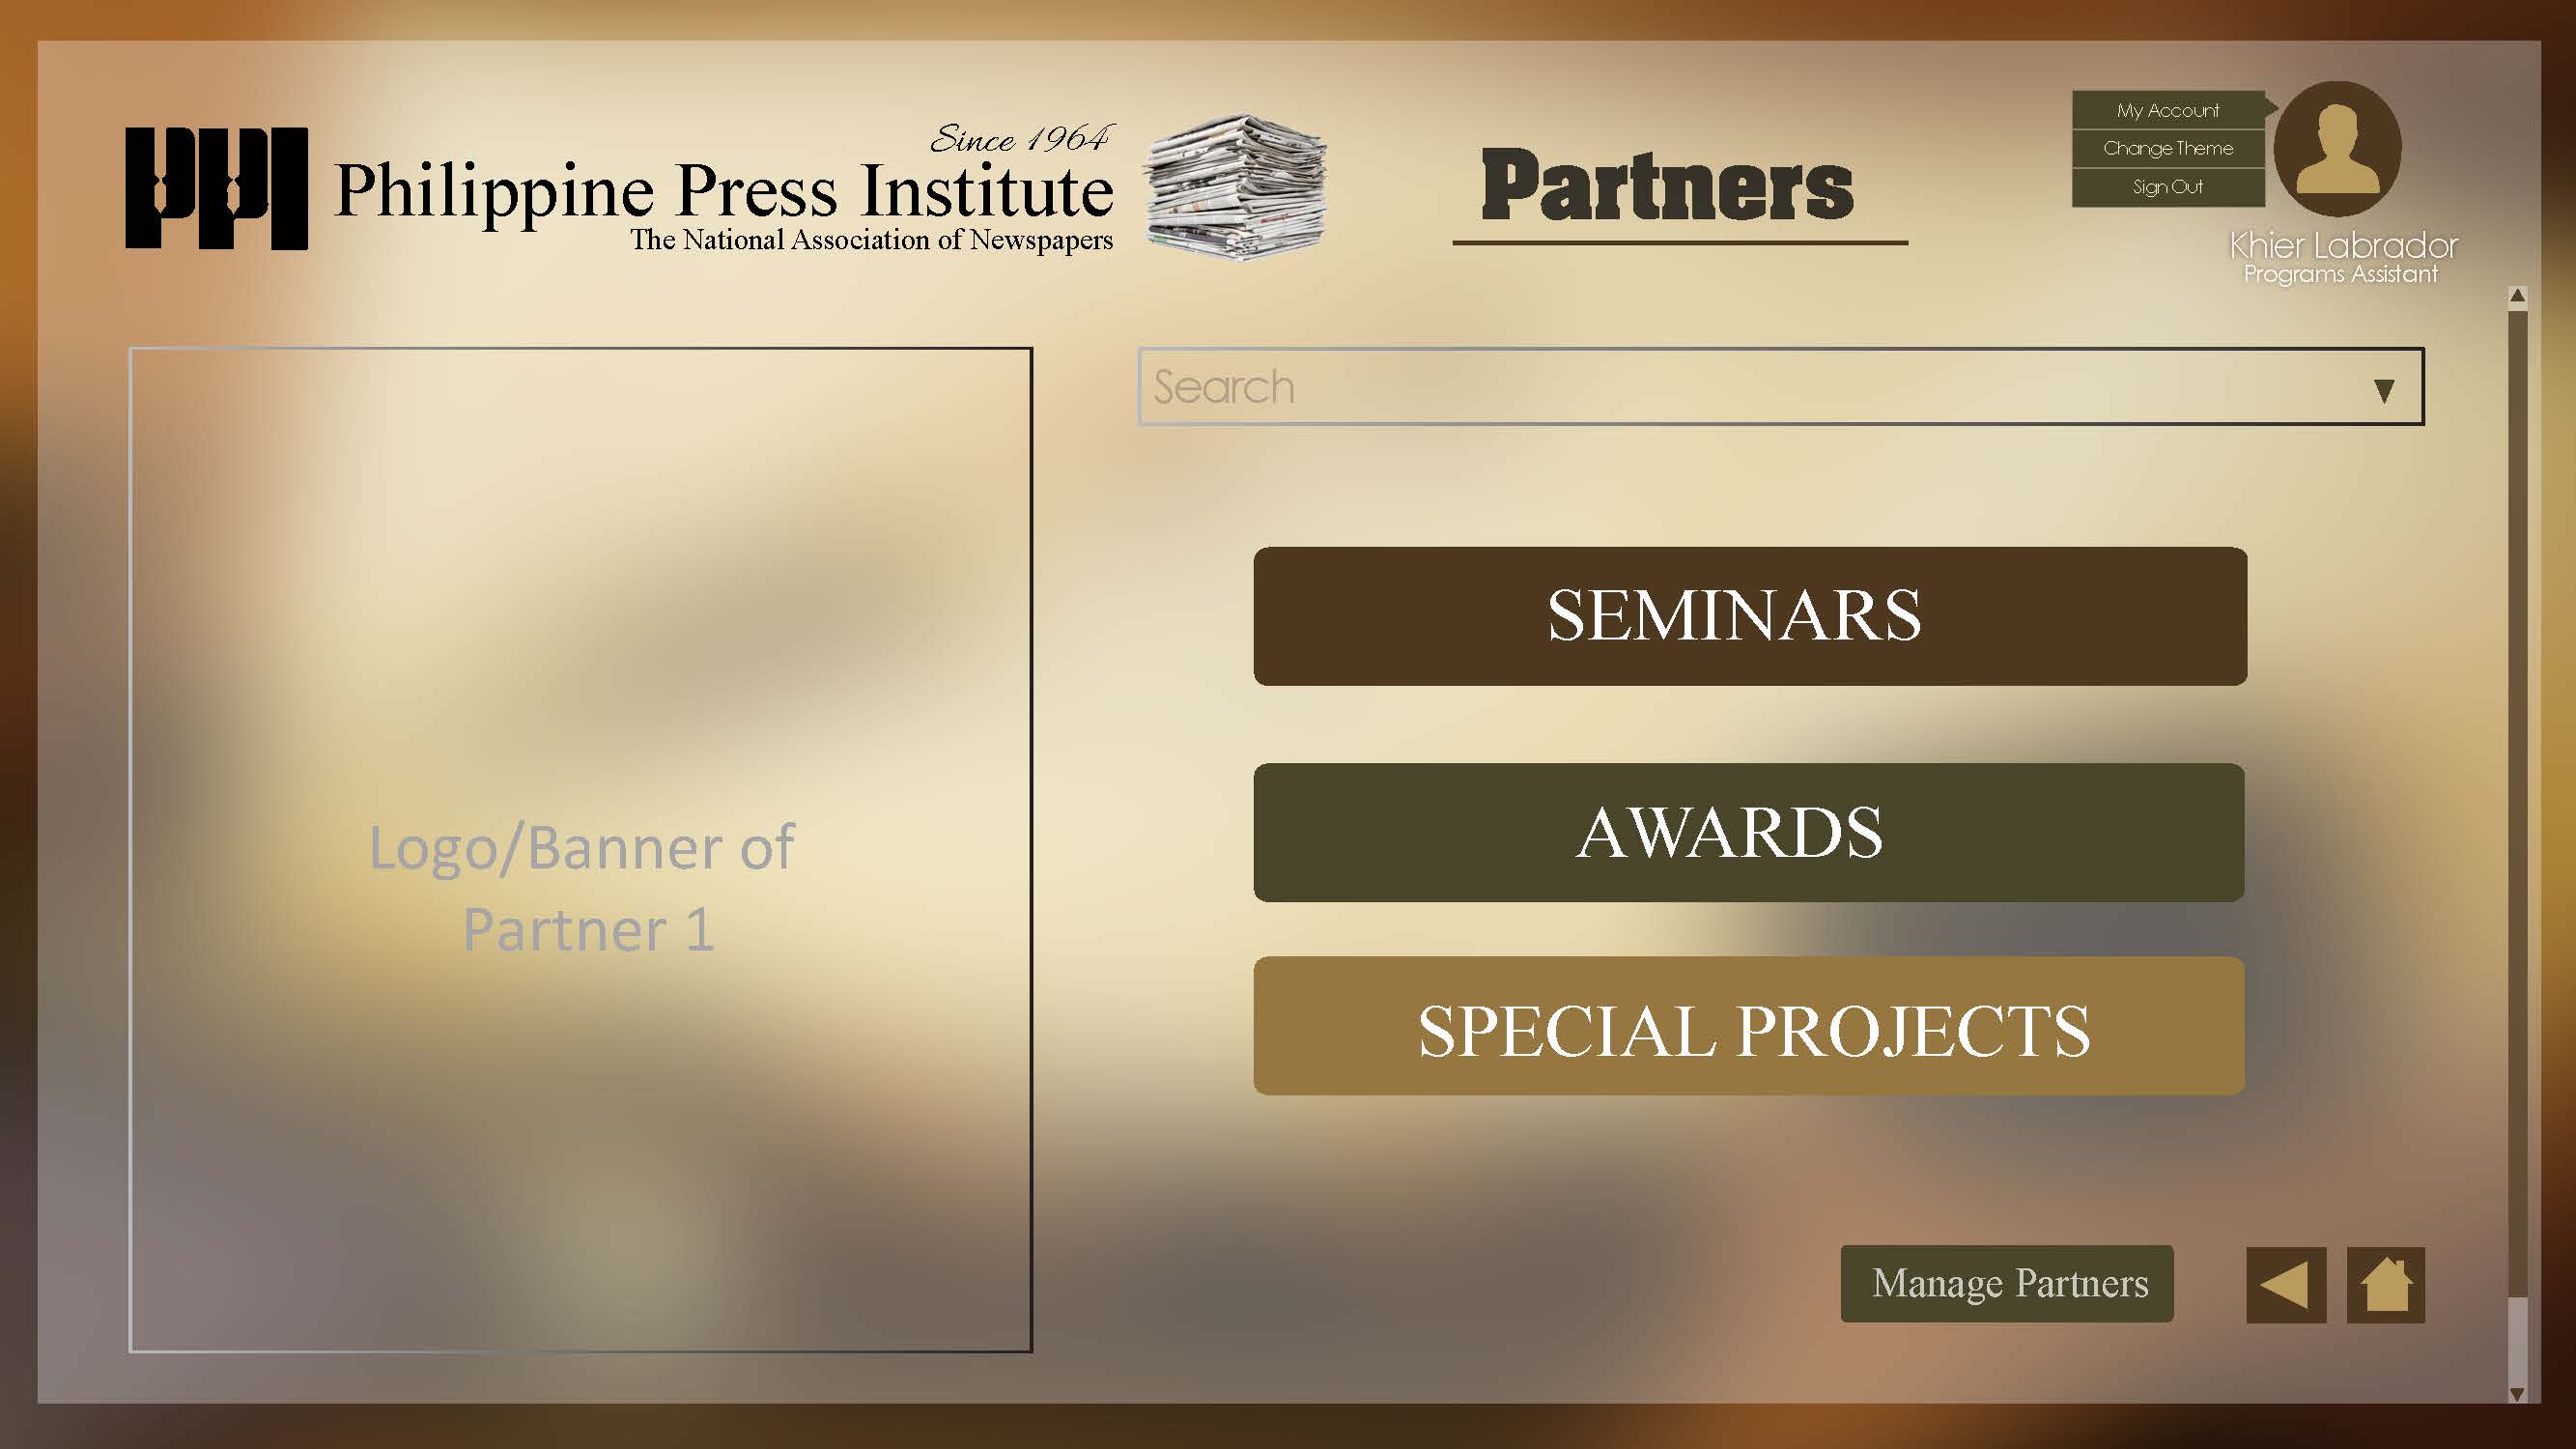 PPI
Since 1964
Philippine Press Institute
The National Association of Newspapers
Partners
My Account
Change Theme
Sign Out
Khier Labrador
Programs Assistant
Search
Logo/Banner of
Partner 1
SEMINARS
AWARDS
SPECIAL PROJECTS
Manage Partners